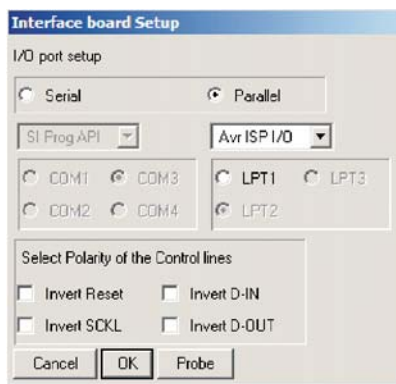 Interface board Setup
I/O port setup
Serial Parallel
SI Prog API Avr ISP I/O
COM1 COM3 LPT1 LPT3
COM2 COM4 LPT2
Select Polarity of the Control lines
Invert Reset Invert D-IN
Invert SCKL Invert D-OUT
Cancel OK Probe